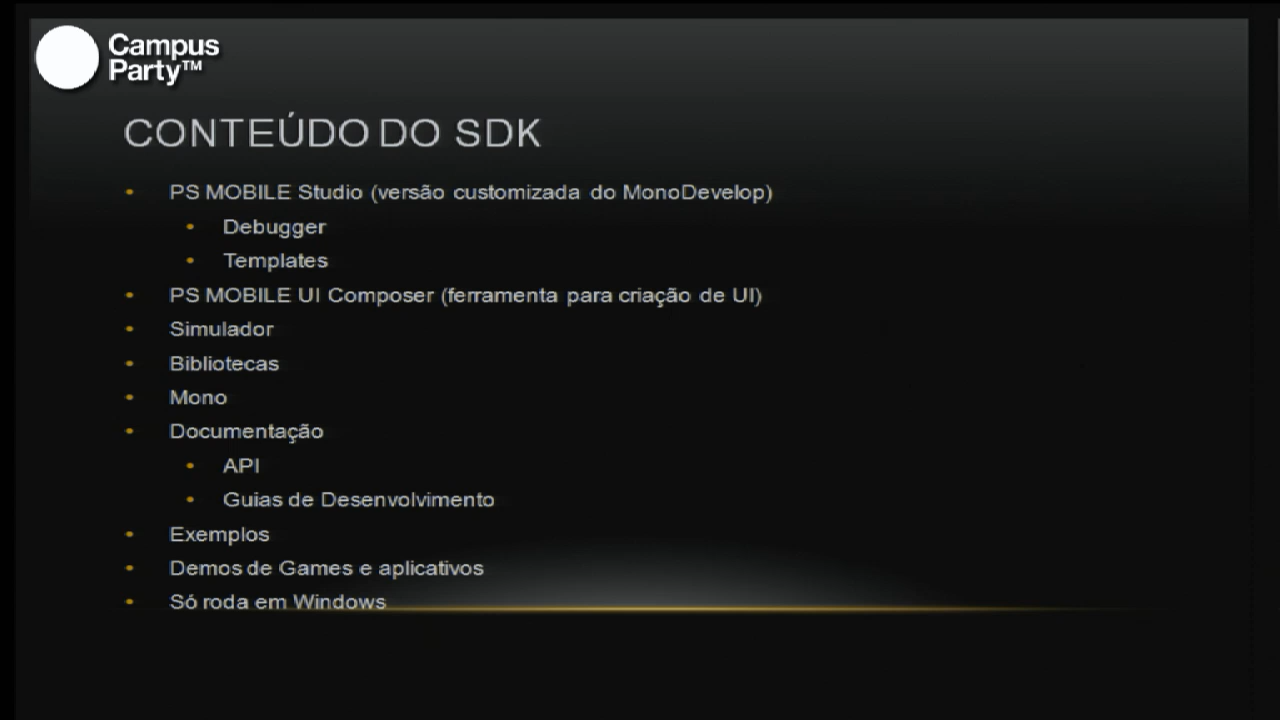 Campus
Party™
CONTEÚDO DO SDK
• PS MOBILE Studio (versão customizada do MonoDevelop)
• Debugger
• Templates
• PS MOBILE UI Composer (ferramenta para criação de UI)
• Simulador
• Bibliotecas
• Mono
• Documentação
• API
• Guias de Desenvolvimento
• Exemplos
• Demos de Games e aplicativos
• Só roda em Windows